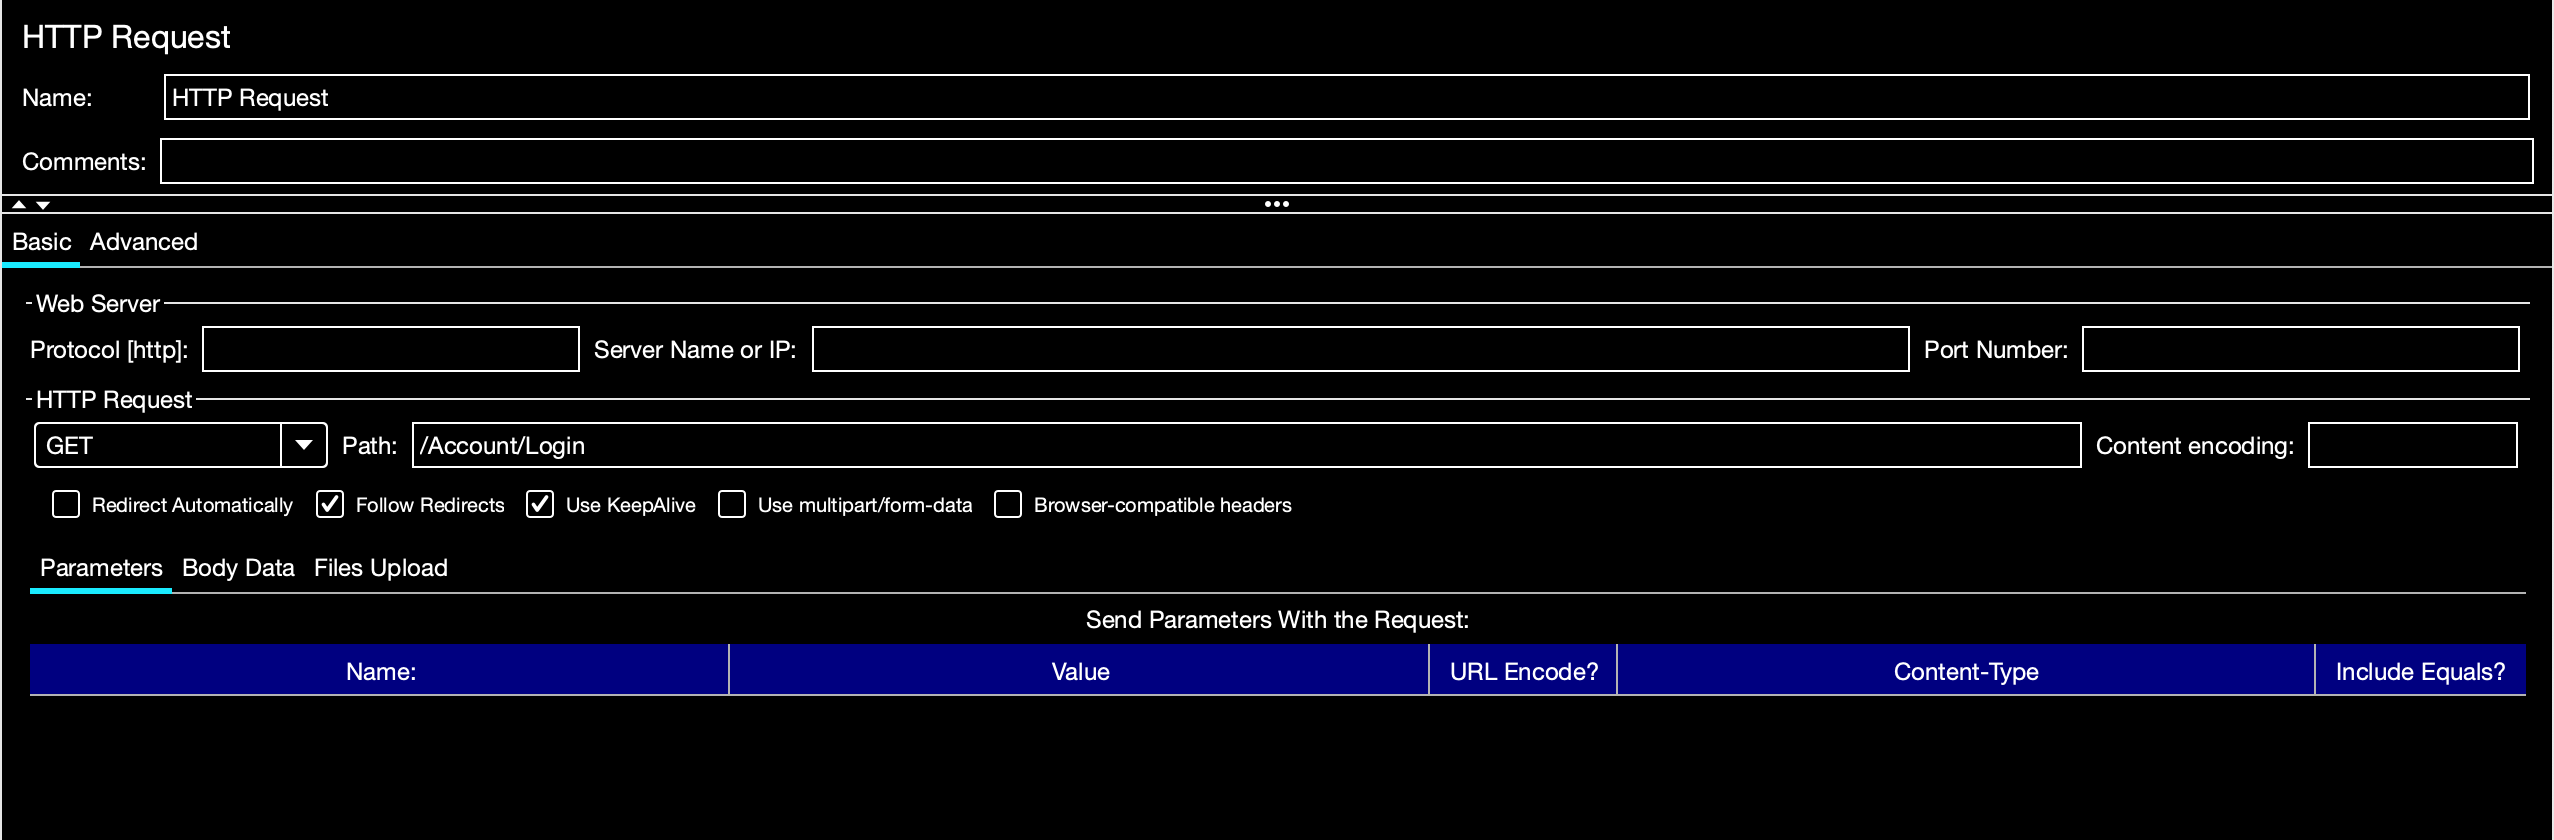 HTTP Request
Name: HTTP Request
Comments:
Basic Advanced
Web Server
Protocol [http]: Server Name or IP: Port Number:
HTTP Request
GET Path: /Account/Login Content encoding:
Redirect Automatically Follow Redirects Use KeepAlive Use multipart/form-data Browser-compatible headers
Parameters Body Data Files Upload
Send Parameters With the Request:
Name: Value URL Encode? Content-Type Include Equals?